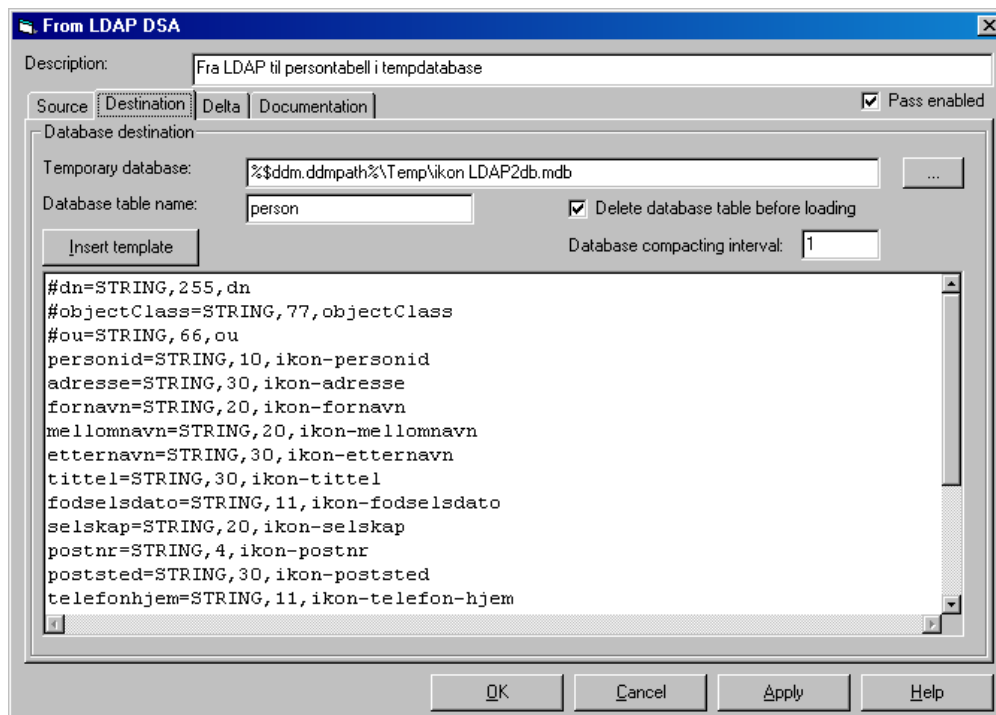 From LDAP DSA
Description: Fra LDAP til persontabell i tempdatabase
Source Destination Delta Documentation Pass enabled
Database destination
Temporary database: %$ddm.ddmpath%\Temp\ikon LDAP2db.mdb ...
Database table name: person Delete database table before loading
Insert template Database compacting interval: 1
#dn=STRING,255,dn
#objectClass=STRING,77,objectClass
#ou=STRING,66,ou
personid=STRING,10,ikon-personid
adresse=STRING,30,ikon-adresse
fornavn=STRING,20,ikon-fornavn
mellomnavn=STRING,20,ikon-mellomnavn
etternavn=STRING,30,ikon-etternavn
tittel=STRING,30,ikon-tittel
fodselsdato=STRING,11,ikon-fodselsdato
selskap=STRING,20,ikon-selskap
postnr=STRING,4,ikon-postnr
poststed=STRING,30,ikon-poststed
telefonhjem=STRING,11,ikon-telefon-hjem
OK Cancel Apply Help